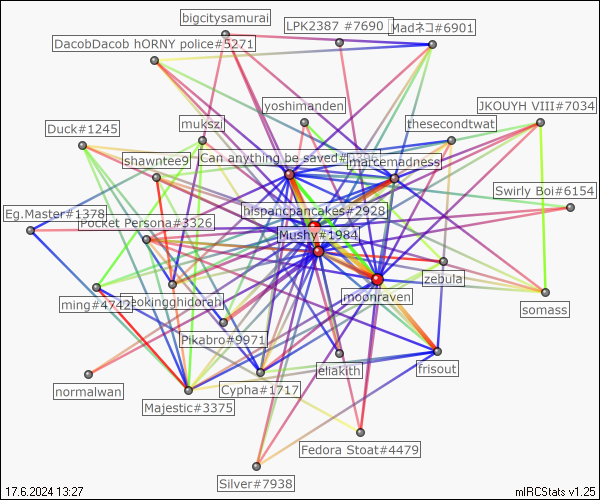 bigcitysamurai
LPK2387 #7690
Madネコ#6901
DacobDacob hORNY police#5271
yoshimanden
JKOUYH VIII#7034
Duck#1245
mukszi
thesecondtwat
shawntee9
Can anything be saved
marcemadness
Swirly Boi#6154
Eg.Master#1378
Pocket Persona#3326
hispancpancakes#2928
Mushy#1984
zebula
ming#4742
eokingghidorah
moonraven
somass
Pikabro#9971
eliakith
frisout
normalwan
Cypha#1717
Majestic#3375
Fedora Stoat#4479
Silver#7938
17.6.2024 13:27
mIRCStats v1.25